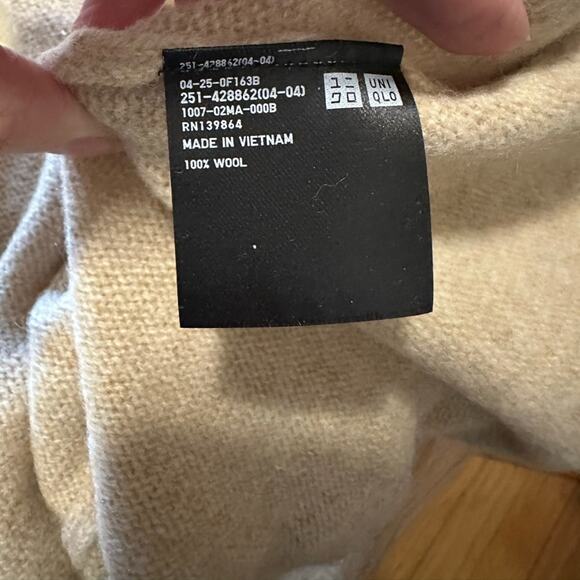 251-428862(04-04)
04-25-0F163B
251-428862(04-04)
1007-02MA-000B
RN139864
MADE IN VIETNAM
100% WOOL
ユニ
クロ
UNI
QLO